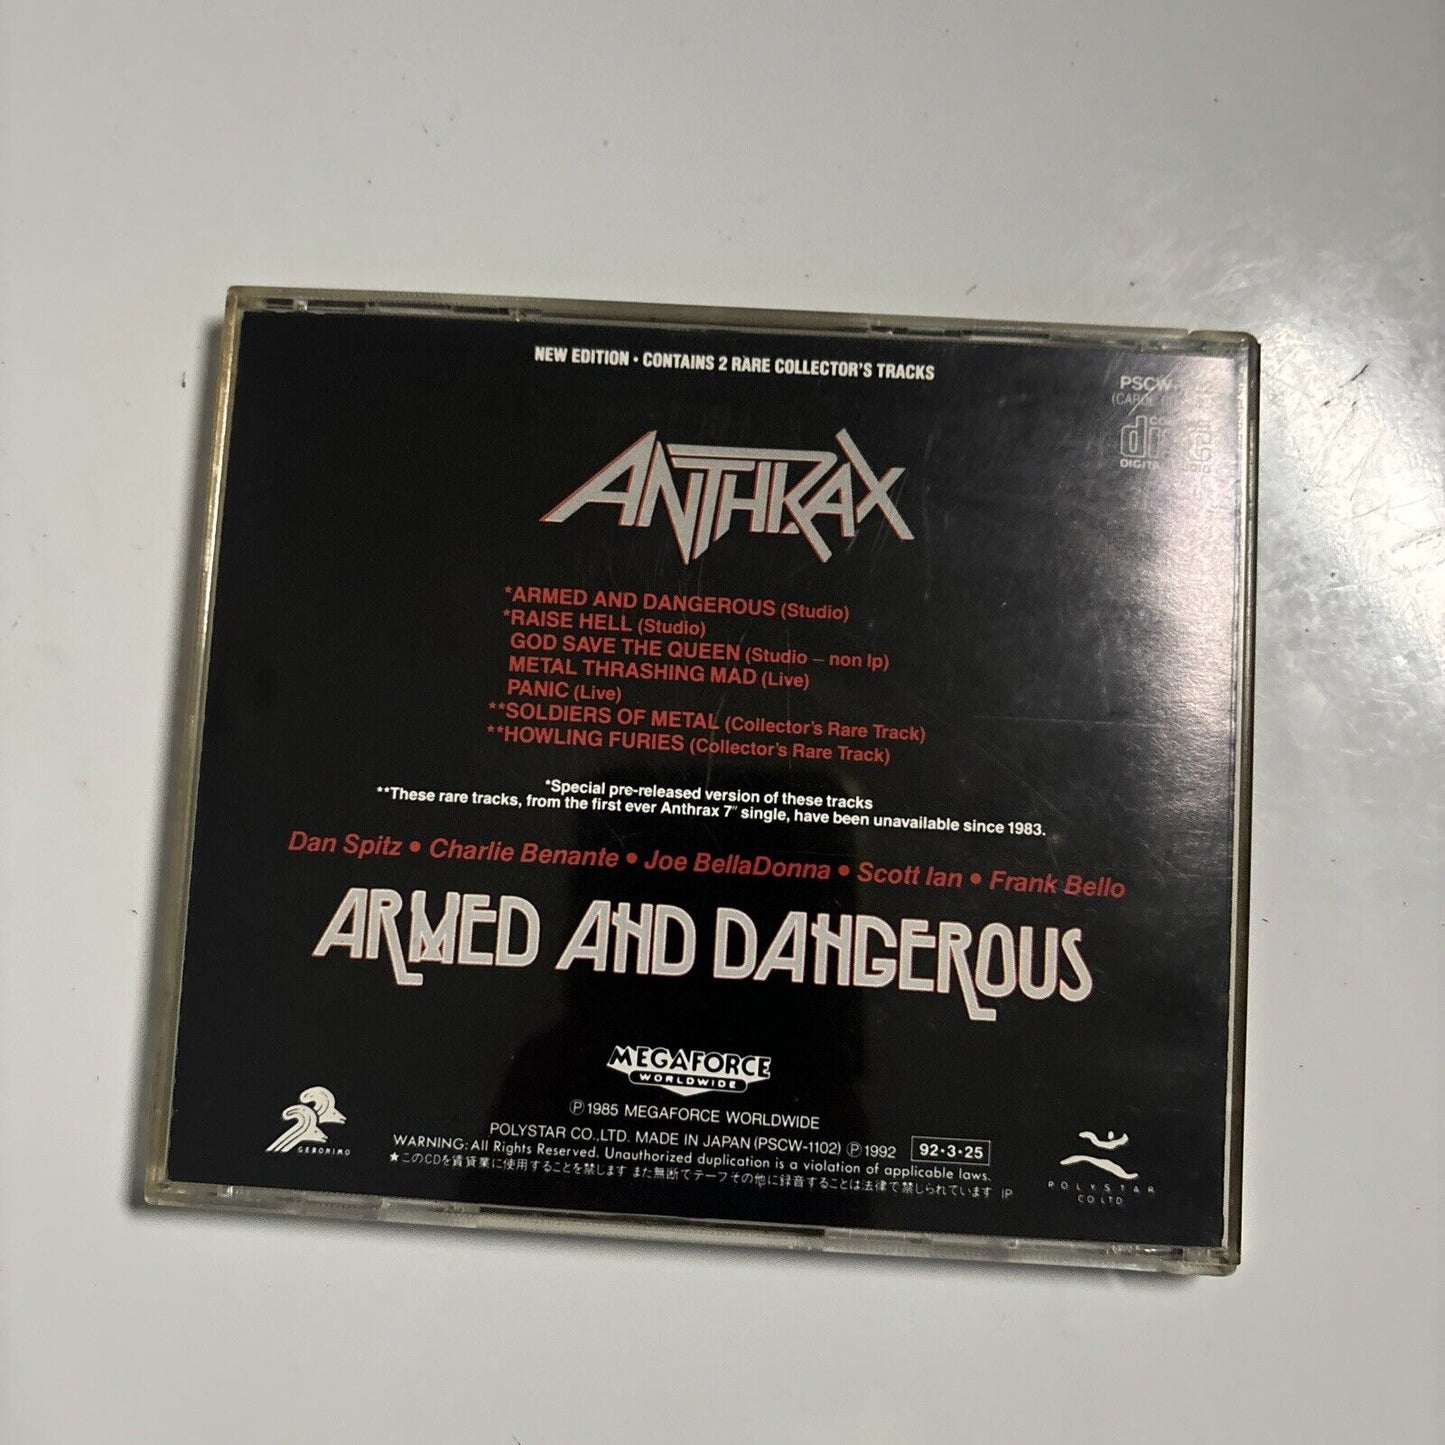 NEW EDITION • CONTAINS 2 RARE COLLECTOR'S TRACKS
PSCW
ANTHRAX
*ARMED AND DANGEROUS (Studio)
*RAISE HELL (Studio)
GOD SAVE THE QUEEN (Studio – non lp)
METAL THRASHING MAD (Live)
PANIC (Live)
**SOLDIERS OF METAL (Collector's Rare Track)
**HOWLING FURIES (Collector's Rare Track)
*Special pre-released version of these tracks
**These rare tracks, from the first ever Anthrax 7" single, have been unavailable since 1983.
Dan Spitz • Charlie Benante • Joe BellaDonna • Scott Ian • Frank Bello
ARMED AND DANGEROUS
MEGAFORCE
WORLDWIDE
Ⓟ1985 MEGAFORCE WORLDWIDE
POLYSTAR CO.,LTD. MADE IN JAPAN (PSCW-1102) Ⓟ1992 92・3・25
WARNING: All Rights Reserved. Unauthorized duplication is a violation of applicable laws.
★このCDを賃貸業に使用することを禁じます また無断でテープその他に録音することは法律で禁じられています IP
GERONIMO
POLYSTAR
CO.LTD